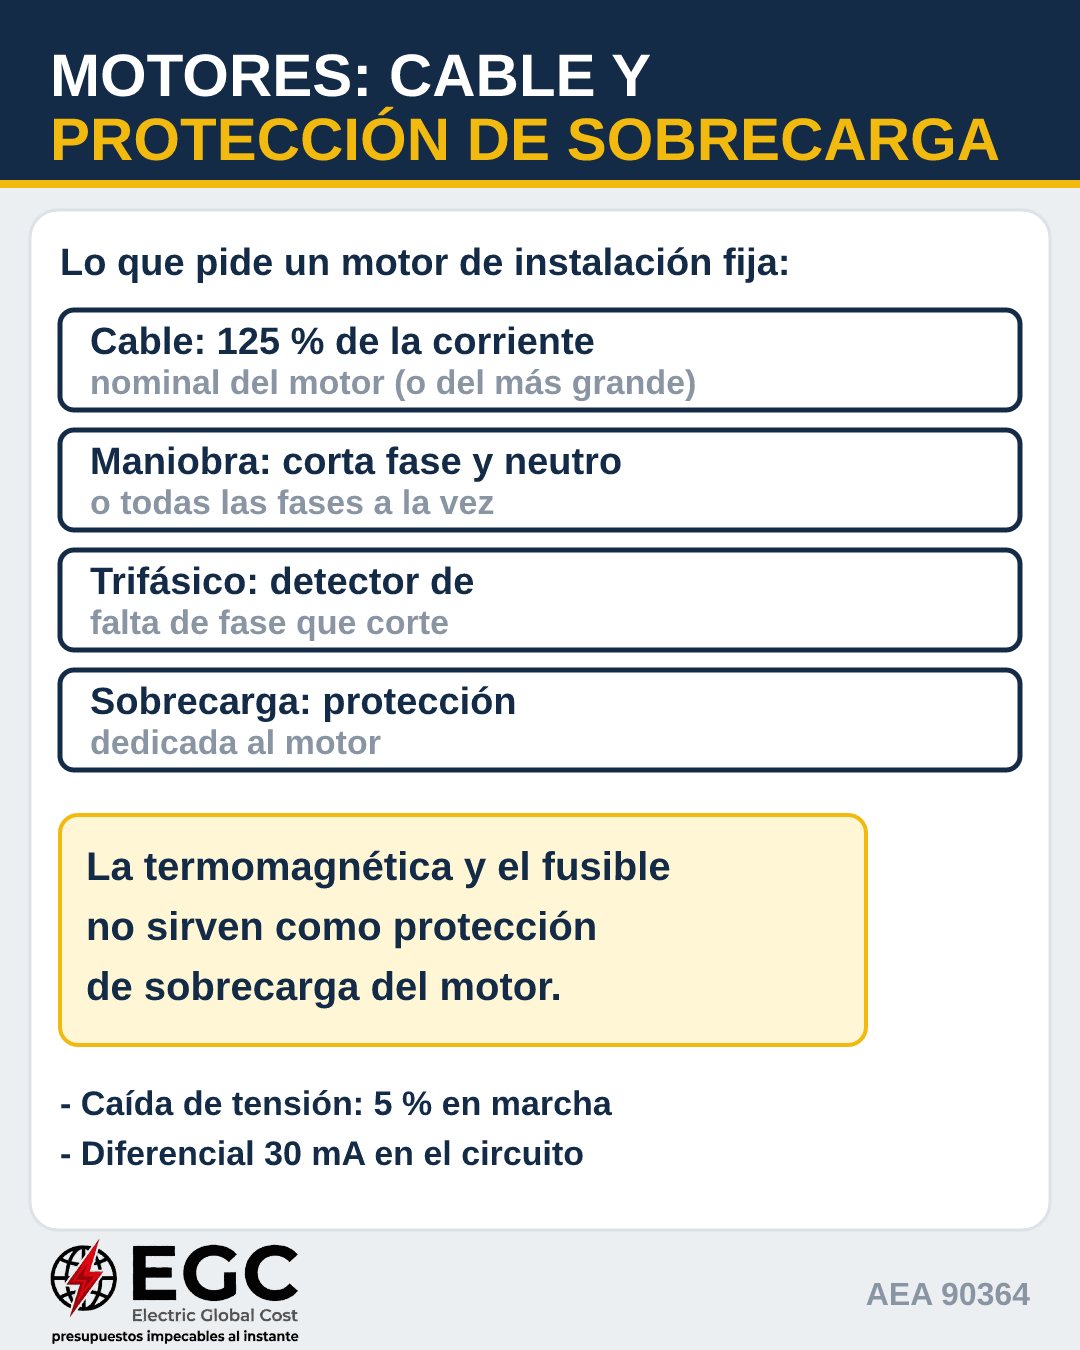 MOTORES: CABLE Y
PROTECCIÓN DE SOBRECARGA
Lo que pide un motor de instalación fija:
Cable: 125 % de la corriente
nominal del motor (o del más grande)
Maniobra: corta fase y neutro
o todas las fases a la vez
Trifásico: detector de
falta de fase que corte
Sobrecarga: protección
dedicada al motor
La termomagnética y el fusible
no sirven como protección
de sobrecarga del motor.
- Caída de tensión: 5 % en marcha
- Diferencial 30 mA en el circuito
EGC
Electric Global Cost
presupuestos impecables al instante
AEA 90364